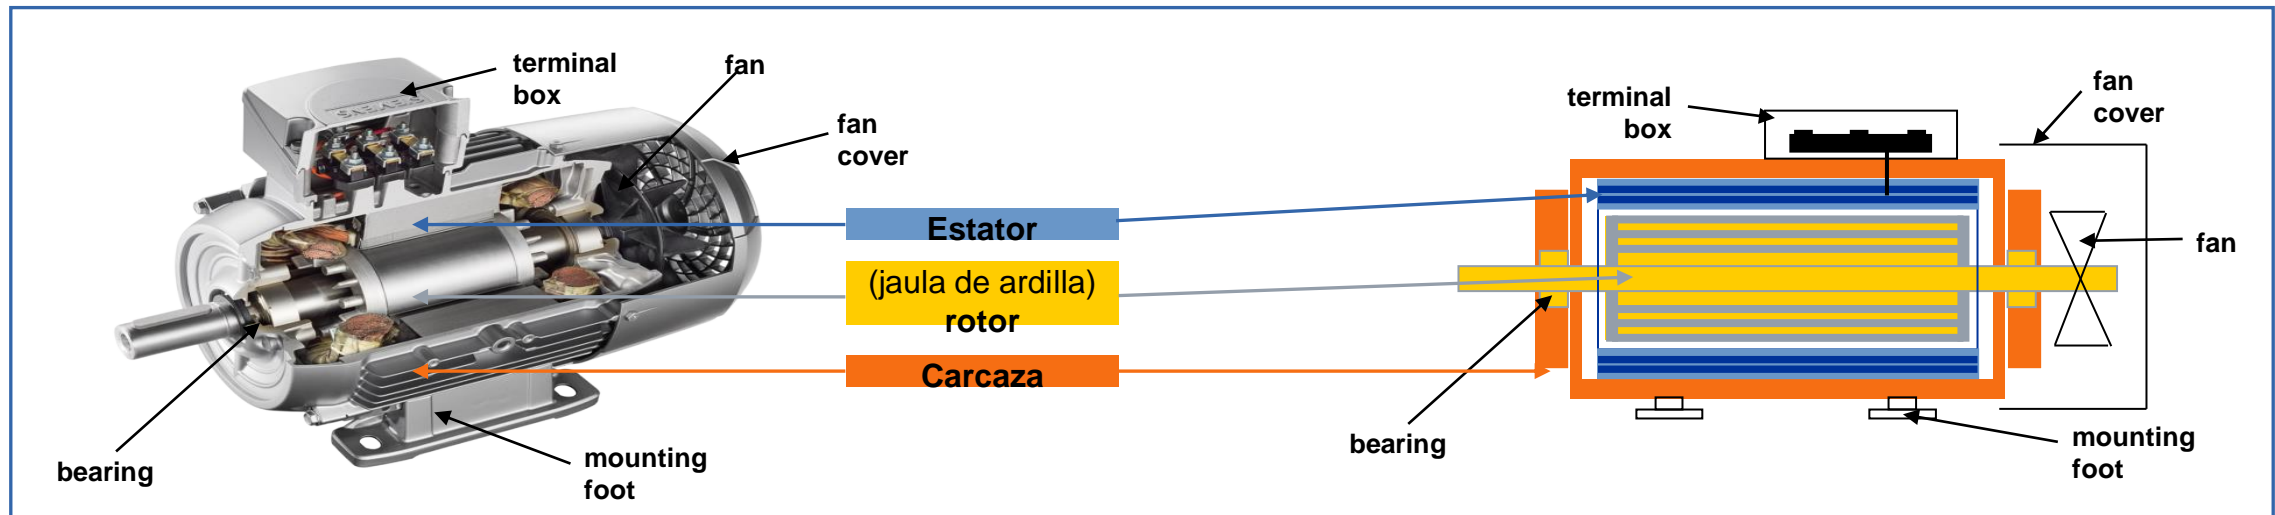 terminal
box
fan
fan
cover
SIEMENS
Estator
(jaula de ardilla)
rotor
Carcaza
bearing
mounting
foot
terminal
box
fan
cover
fan
bearing
mounting
foot